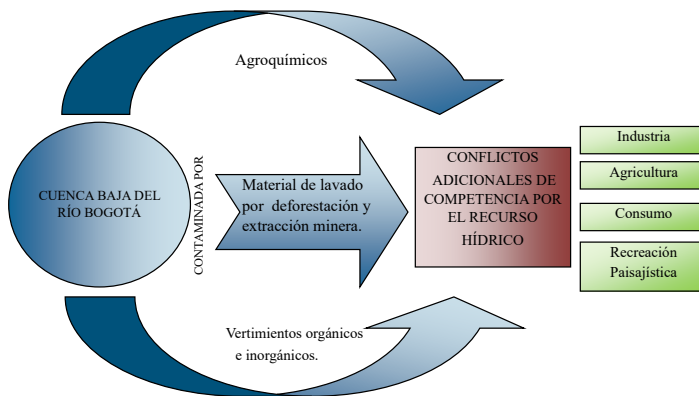 Agroquímicos
CUENCA BAJA DEL
RÍO BOGOTÁ
CONTAMINADA POR
Material de lavado
por deforestación y
extracción minera.
Vertimientos orgánicos
e inorgánicos.
CONFLICTOS
ADICIONALES DE
COMPETENCIA POR
EL RECURSO
HÍDRICO
Industria
Agricultura
Consumo
Recreación
Paisajística